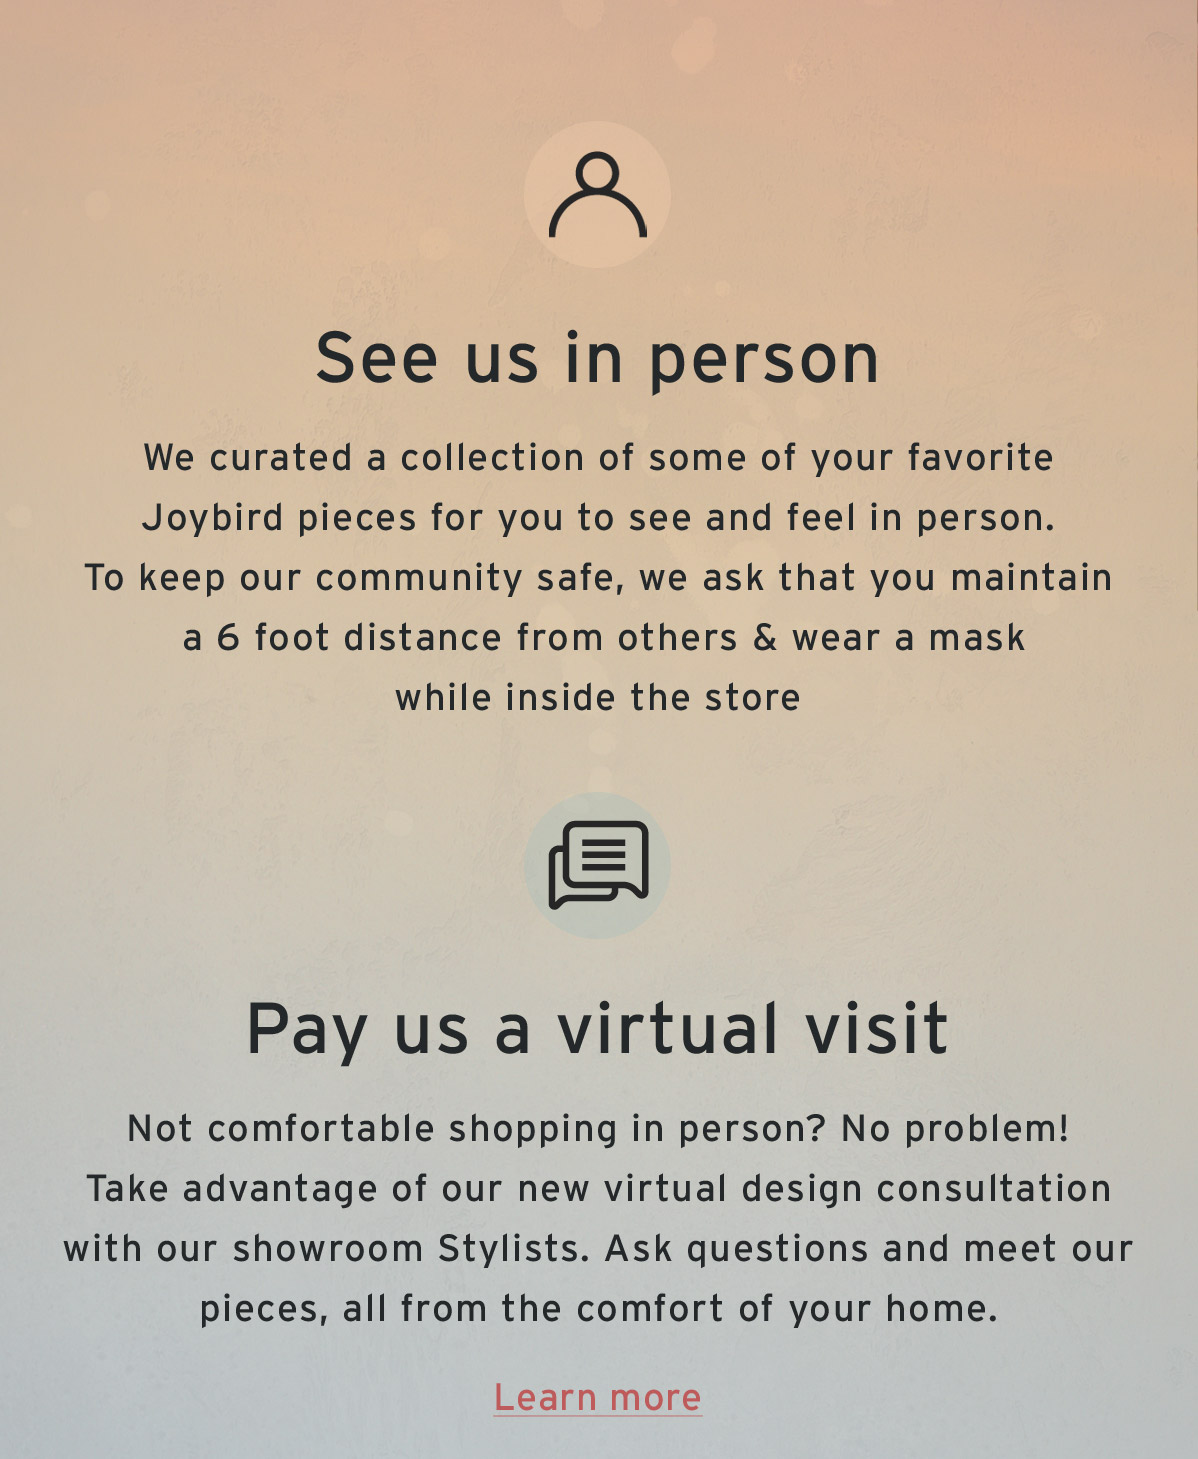 See us in person
We curated a collection of some of your favorite
Joybird pieces for you to see and feel in person.
To keep our community safe, we ask that you maintain
a 6 foot distance from others & wear a mask
while inside the store
Pay us a virtual visit
Not comfortable shopping in person? No problem!
Take advantage of our new virtual design consultation
with our showroom Stylists. Ask questions and meet our
pieces, all from the comfort of your home.
Learn more